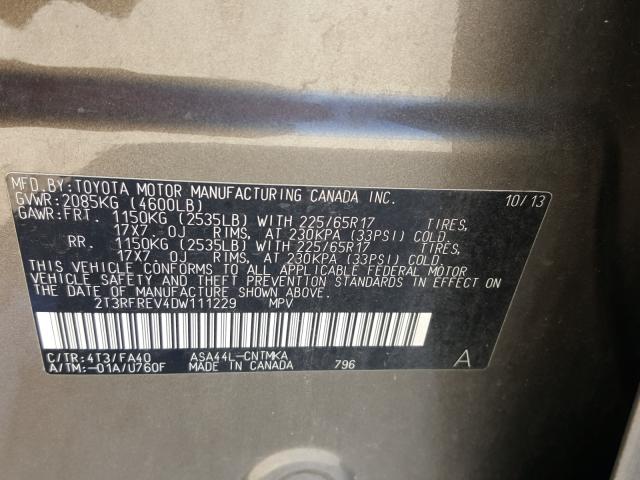 MFD.BY:TOYOTA MOTOR MANUFACTURING CANADA INC. 10/13
GVWR:2085KG (4600LB)
GAWR:FRT. 1150KG (2535LB) WITH 225/65R17 TIRES,
17X7. OJ RIMS, AT 230KPA (33PSI) COLD.
RR. 1150KG (2535LB) WITH 225/65R17 TIRES,
17X7. OJ RIMS, AT 230KPA (33PSI) COLD.
THIS VEHICLE CONFORMS TO ALL APPLICABLE FEDERAL MOTOR
VEHICLE SAFETY AND THEFT PREVENTION STANDARDS IN EFFECT ON
THE DATE OF MANUFACTURE SHOWN ABOVE.
2T3RFREV4DW111229 MPV
C/TR:4T3/FA40 ASA44L-CNTMKA A
A/TM:-01A/U760F MADE IN CANADA 796